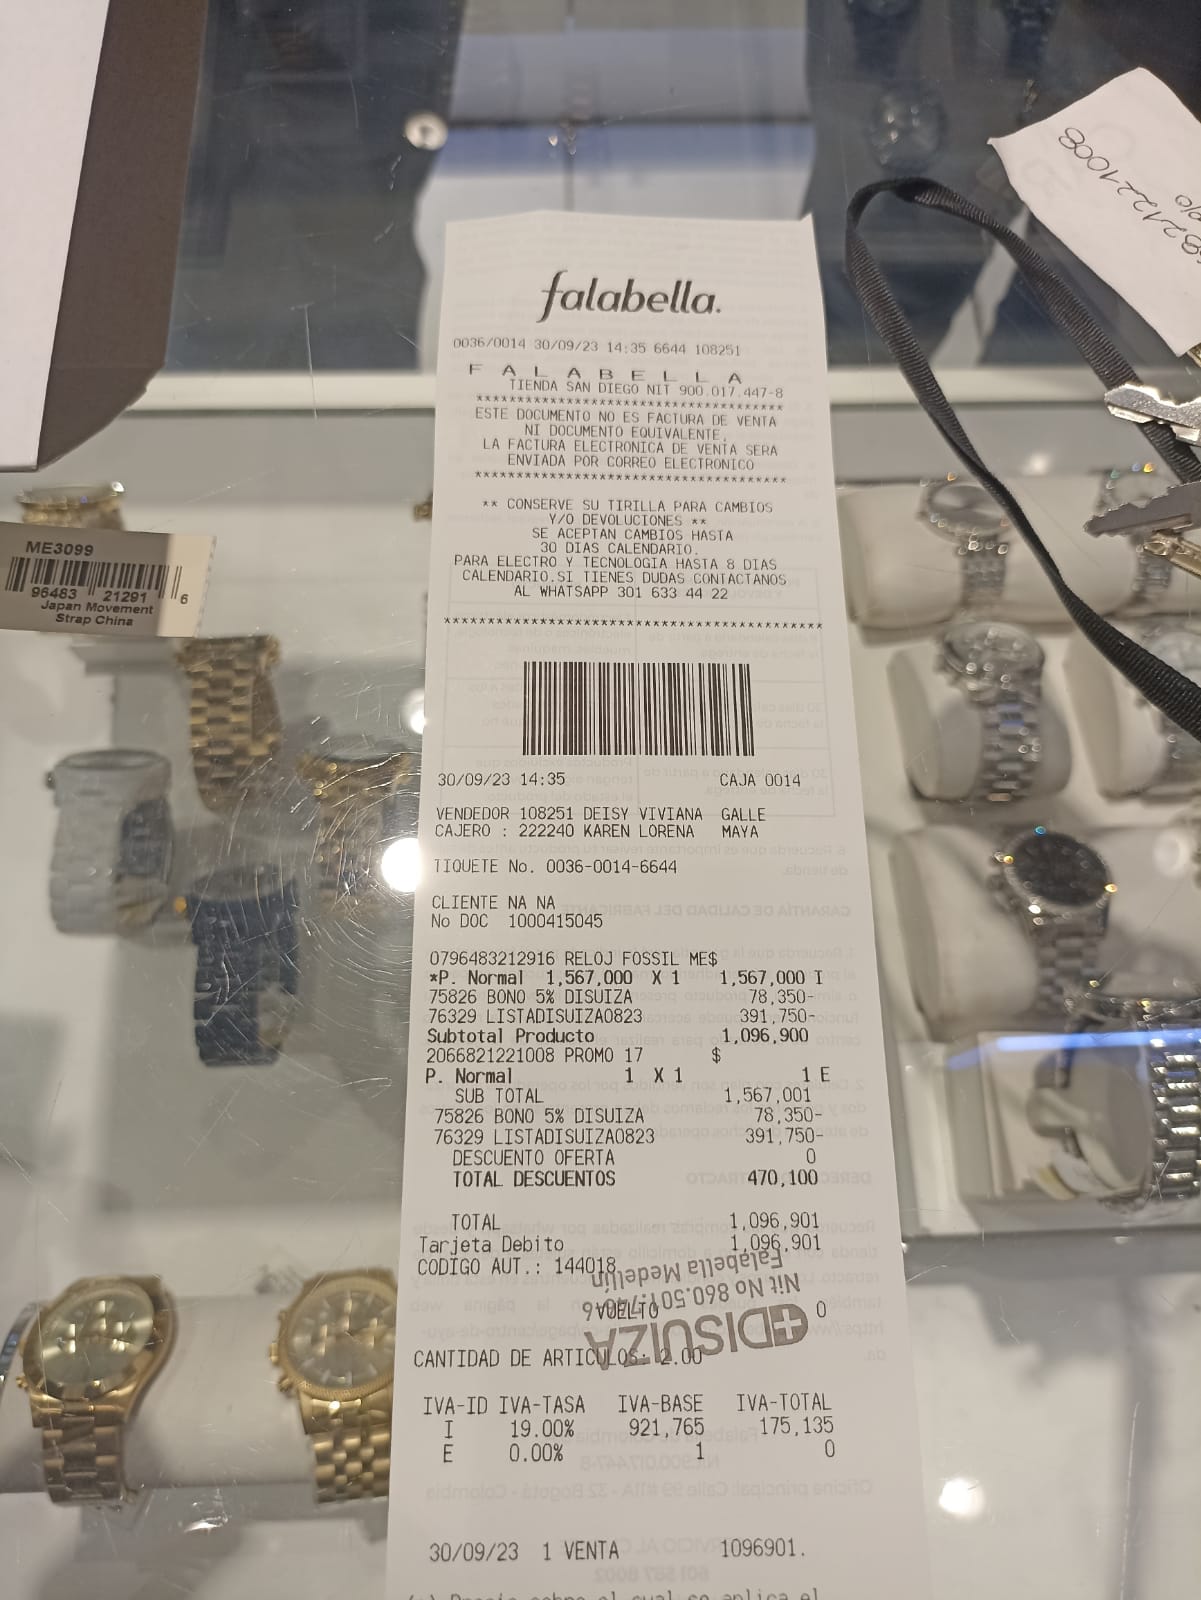 falabella.
0036/0014 30/09/23 14:35 6644 108251
F A L A B E L L A
TIENDA SAN DIEGO NIT 900.017.447-8
****************************************
ESTE DOCUMENTO NO ES FACTURA DE VENTA
NI DOCUMENTO EQUIVALENTE,
LA FACTURA ELECTRONICA DE VENTA SERA
ENVIADA POR CORREO ELECTRONICO
****************************************
** CONSERVE SU TIRILLA PARA CAMBIOS
Y/O DEVOLUCIONES **
SE ACEPTAN CAMBIOS HASTA
30 DIAS CALENDARIO.
PARA ELECTRO Y TECNOLOGIA HASTA 8 DIAS
CALENDARIO.SI TIENES DUDAS CONTACTANOS
AL WHATSAPP 301 633 44 22
****************************************
30/09/23 14:35 CAJA 0014
VENDEDOR 108251 DEISY VIVIANA GALLE
CAJERO : 222240 KAREN LORENA MAYA
TIQUETE No. 0036-0014-6644
CLIENTE NA NA
No DOC 1000415045
0796483212916 RELOJ FOSSIL ME$
*P. Normal 1,567,000 X 1 1,567,000 I
75826 BONO 5% DISUIZA 78,350-
76329 LISTADISUIZA0823 391,750-
Subtotal Producto 1,096,900
2066821221008 PROMO 17 $
P. Normal 1 X 1 1 E
SUB TOTAL 1,567,001
75826 BONO 5% DISUIZA 78,350-
76329 LISTADISUIZA0823 391,750-
DESCUENTO OFERTA 0
TOTAL DESCUENTOS 470,100
TOTAL 1,096,901
Tarjeta Debito 1,096,901
CODIGO AUT.: 144018
VUELTO 0
CANTIDAD DE ARTICULOS: 2.00
IVA-ID IVA-TASA IVA-BASE IVA-TOTAL
I 19.00% 921,765 175,135
E 0.00% 1 0
30/09/23 1 VENTA 1096901.
DISUIZA
Nit No 860.501.
Falabella Medellín
ME3099
96483 21291 6
Japan Movement
Strap China
821221008